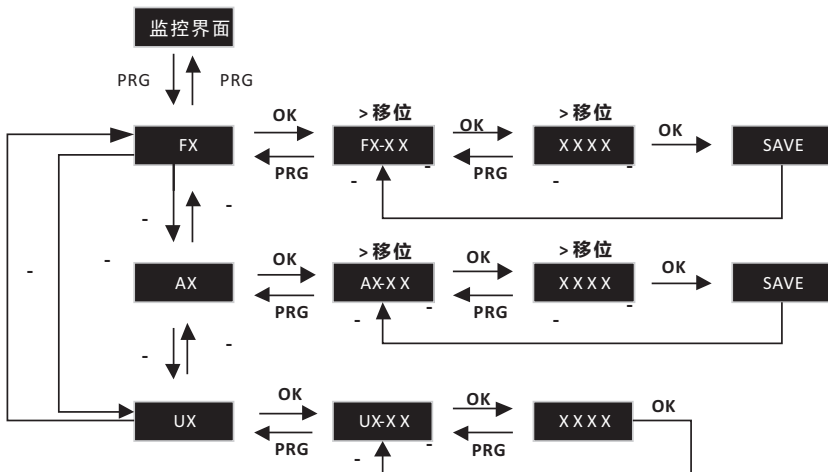 监控界面
PRG PRG
OK >移位 OK >移位 OK
FX FX-XX XXXX SAVE
PRG PRG
- -
- -
- -
- -
OK >移位 OK >移位 OK
AX AX-XX XXXX SAVE
PRG PRG
- - - -
- -
OK OK OK
UX UX-XX XXXX
PRG PRG
- -